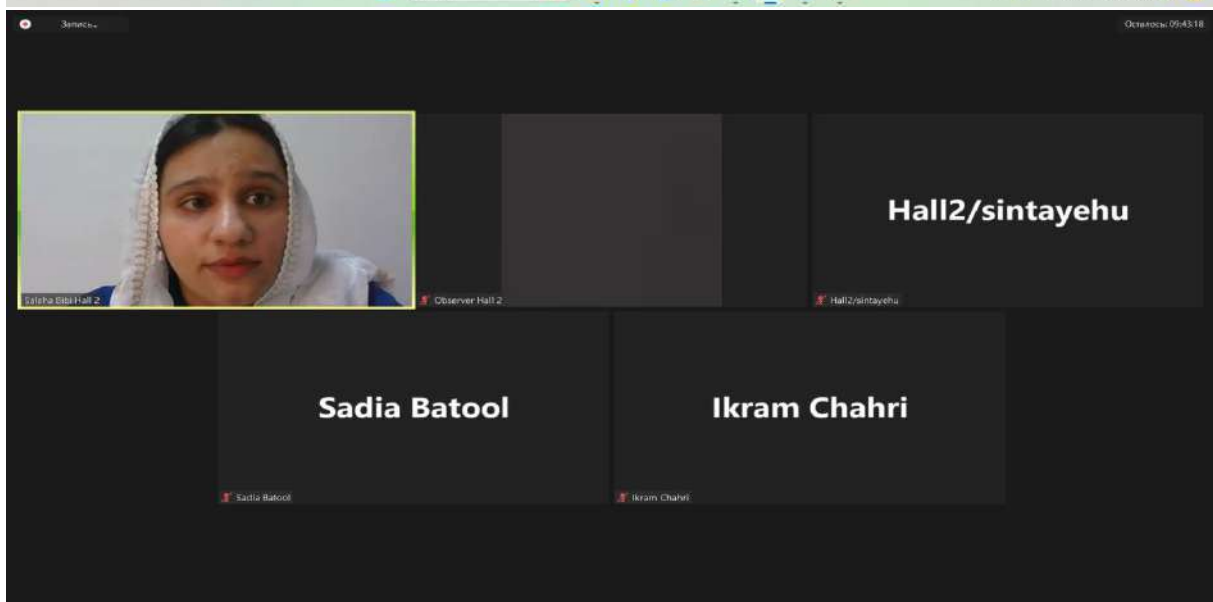 Запись...
Осталось: 09:43:18
Saleha Bibi Hall 2
Observer Hall 2
Hall2/sintayehu
Hall2/sintayehu
Sadia Batool
Sadia Batool
Ikram Chahri
Ikram Chahri